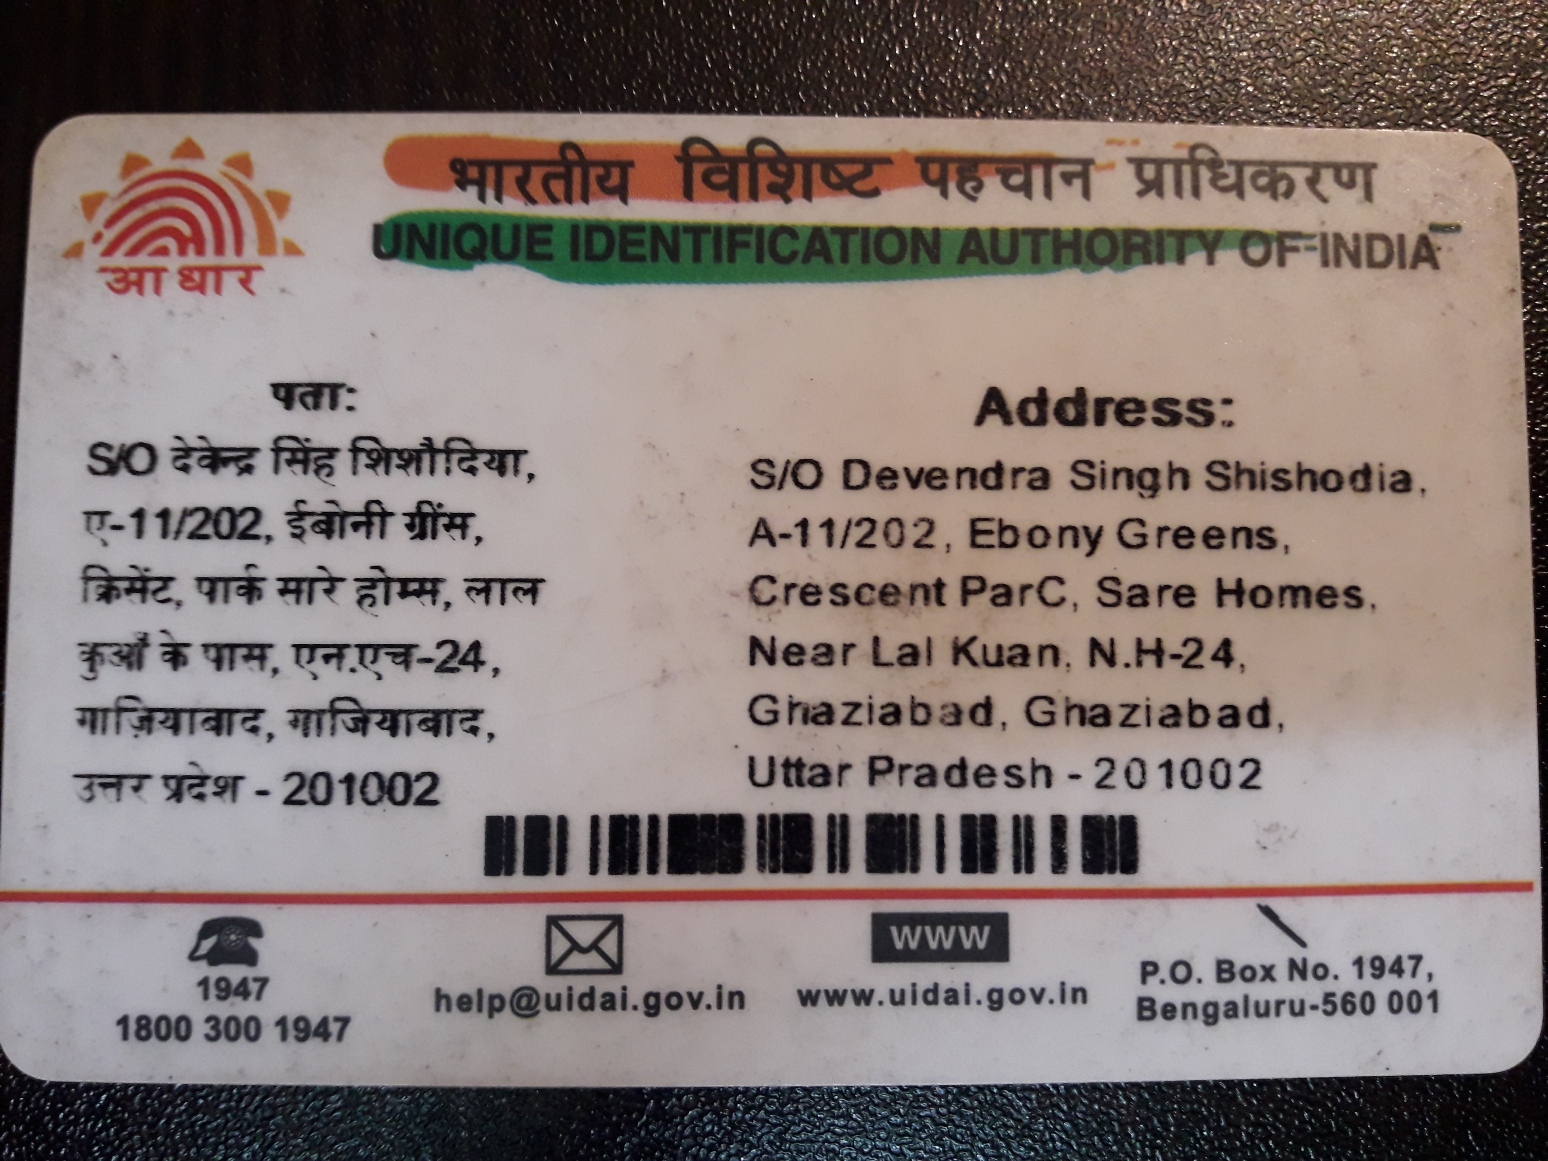 भारतीय विशिष्ट पहचान प्राधिकरण
UNIQUE IDENTIFICATION AUTHORITY OF INDIA
आधार
पता:
S/O देवेन्द्र सिंह शिशौदिया,
ए-11/202, ईबोनी ग्रींस,
क्रिसेंट, पार्क सारे होम्स, लाल
कुआँ के पास, एन.एच-24,
गाज़ियाबाद, गाजियाबाद,
उत्तर प्रदेश - 201002
Address:
S/O Devendra Singh Shishodia,
A-11/202, Ebony Greens,
Crescent ParC, Sare Homes,
Near Lal Kuan, N.H-24,
Ghaziabad, Ghaziabad,
Uttar Pradesh - 201002
1947
1800 300 1947
help@uidai.gov.in
WWW
www.uidai.gov.in
P.O. Box No. 1947,
Bengaluru-560 001